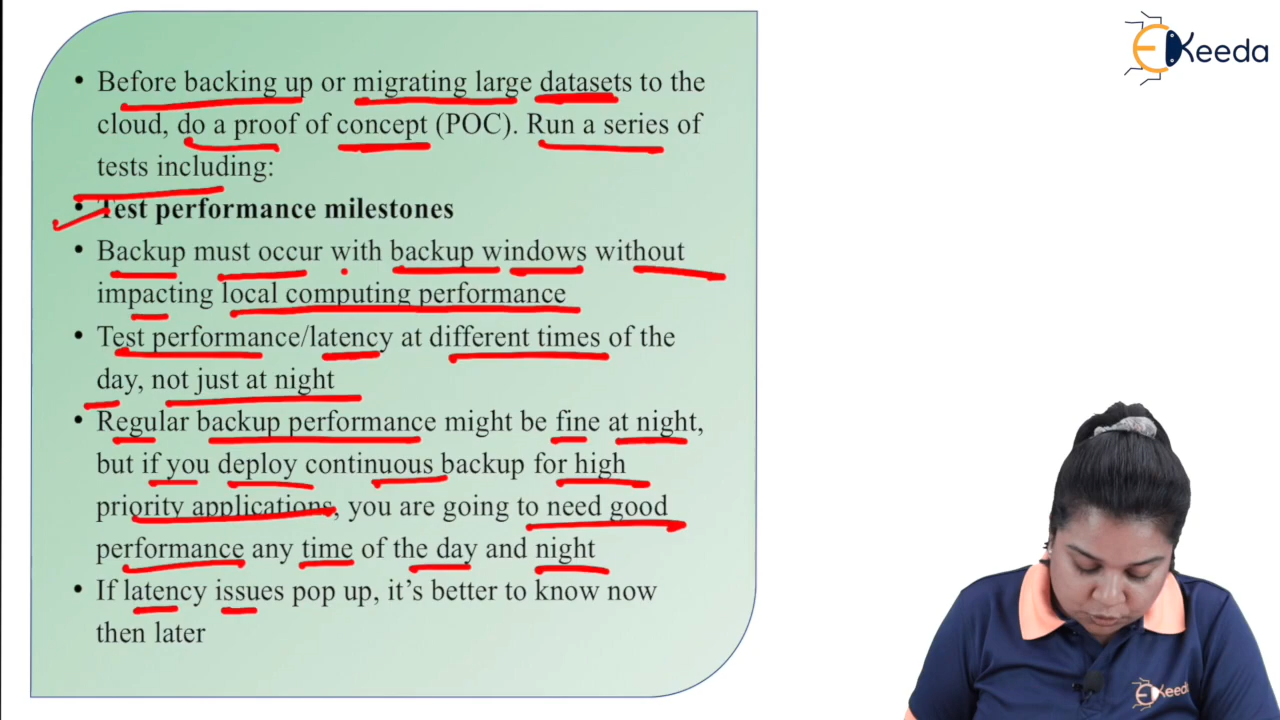 • Before backing up or migrating large datasets to the
cloud, do a proof of concept (POC). Run a series of
tests including:
• Test performance milestones
• Backup must occur with backup windows without
impacting local computing performance
• Test performance/latency at different times of the
day, not just at night
• Regular backup performance might be fine at night,
but if you deploy continuous backup for high
priority applications, you are going to need good
performance any time of the day and night
• If latency issues pop up, it's better to know now
then later
EKeeda
EKeeda